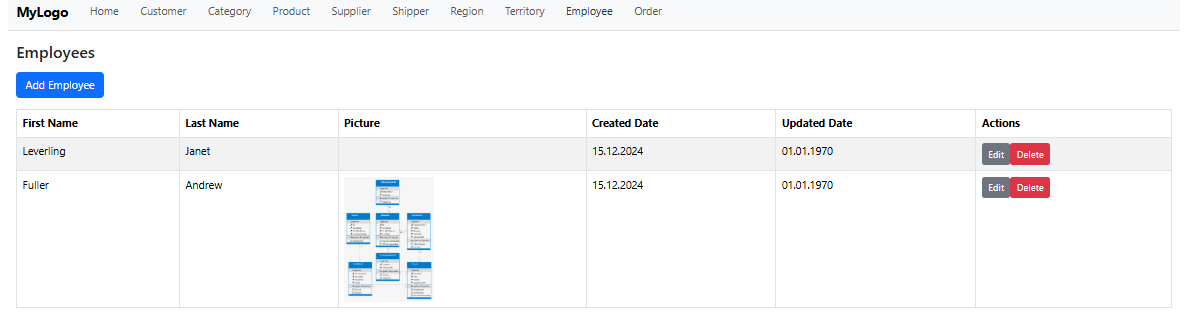 MyLogo Home Customer Category Product Supplier Shipper Region Territory Employee Order
Employees
Add Employee
First Name Last Name Picture Created Date Updated Date Actions
Leverling Janet 15.12.2024 01.01.1970 Edit Delete
Fuller Andrew 15.12.2024 01.01.1970 Edit Delete